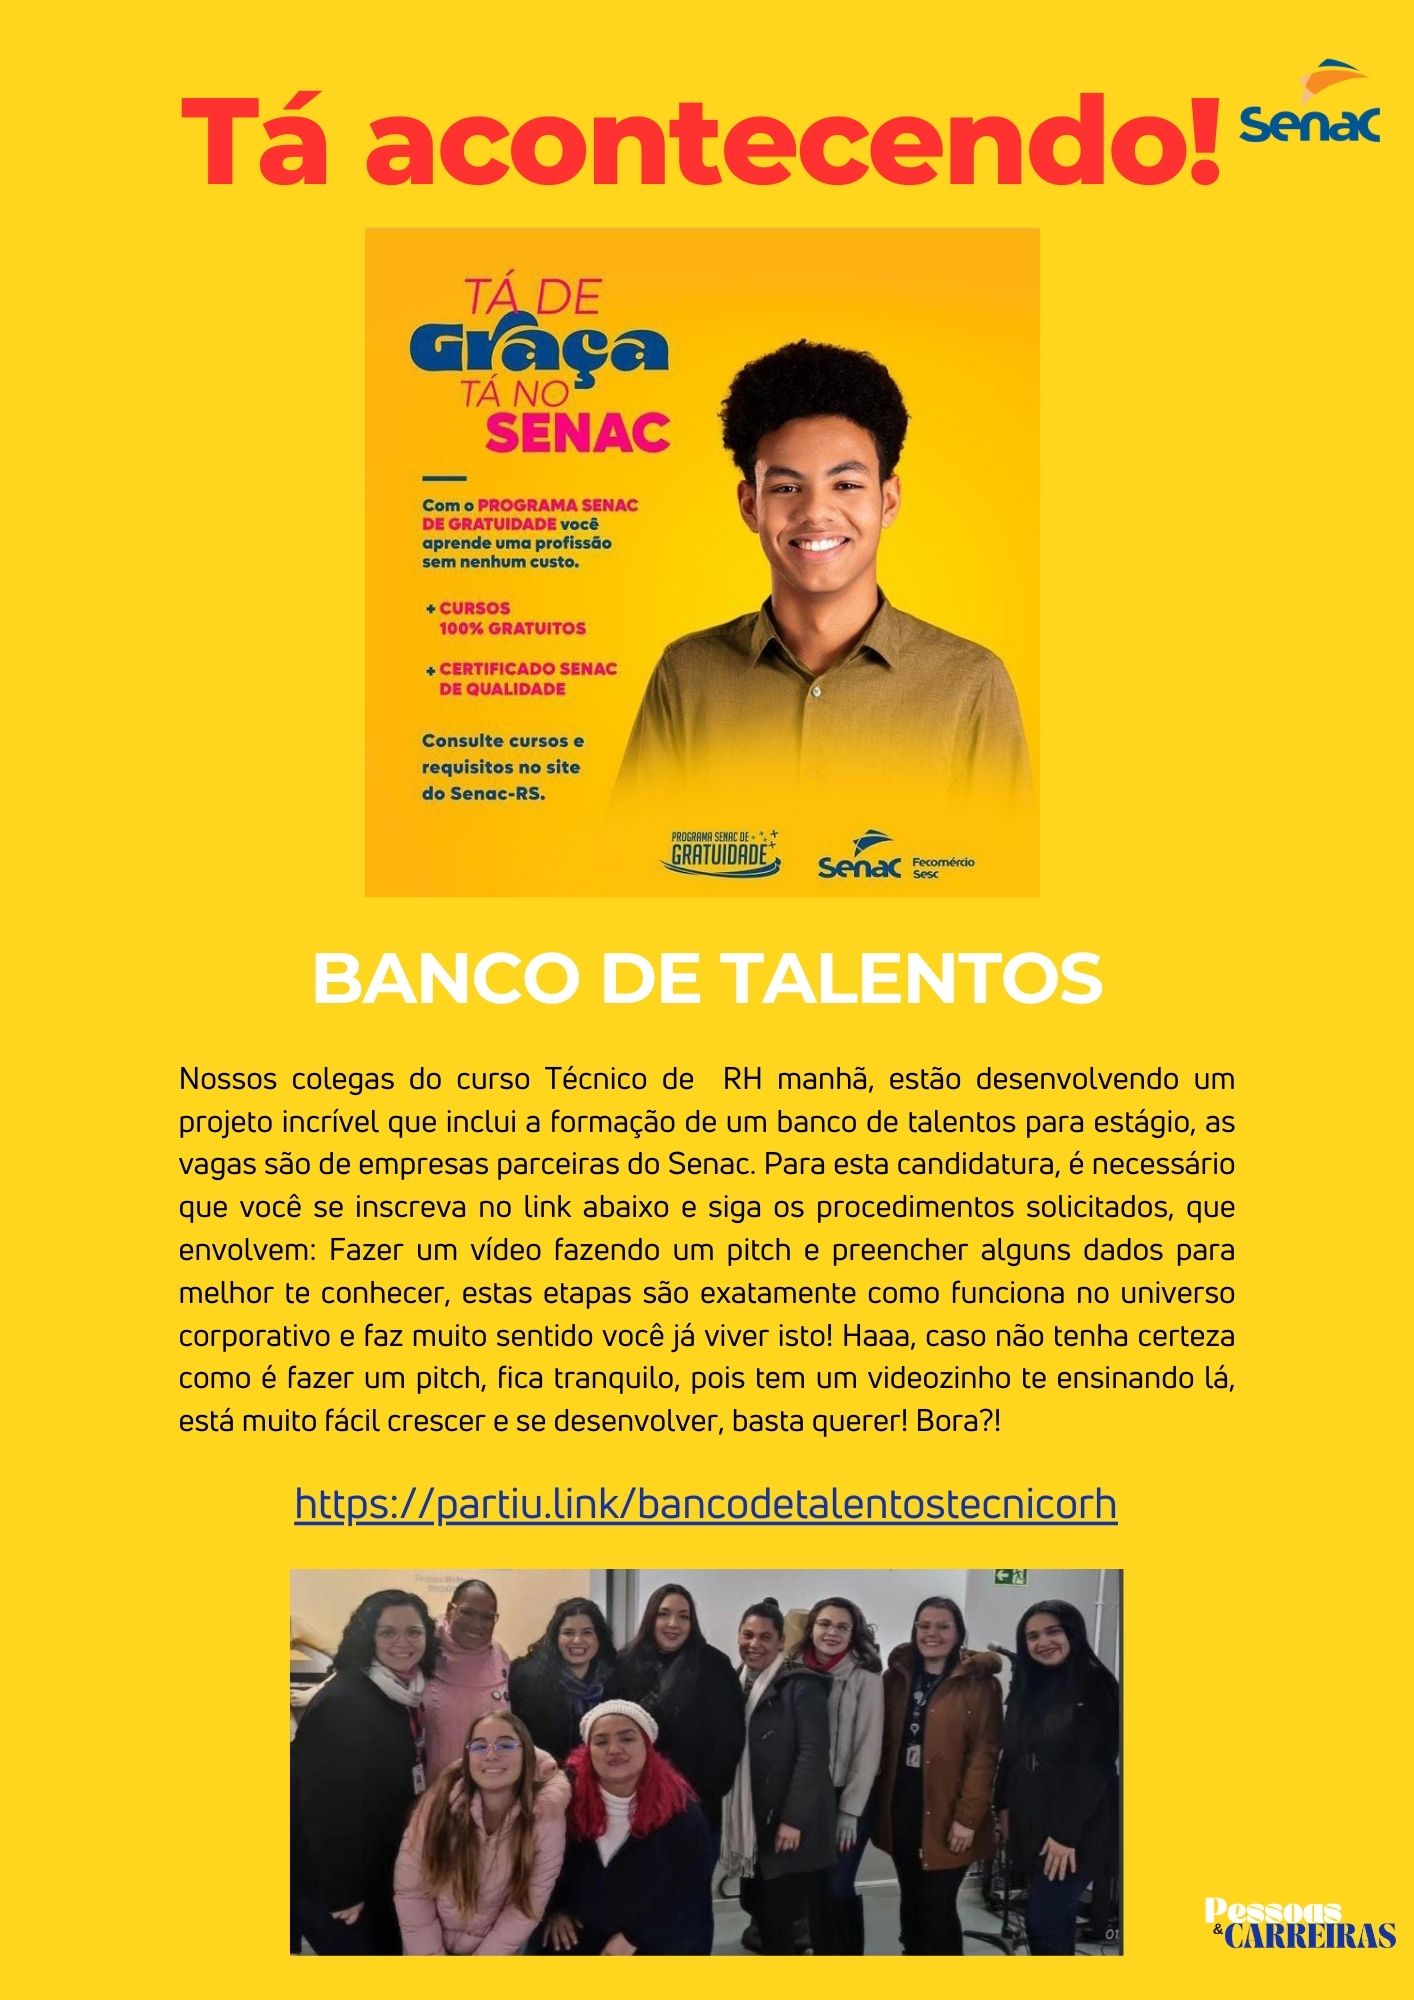 Tá acontecendo!
Senac
TÁ DE
Graça
TÁ NO
SENAC
Com o PROGRAMA SENAC
DE GRATUIDADE você
aprende uma profissão
sem nenhum custo.
+ CURSOS
100% GRATUITOS
+ CERTIFICADO SENAC
DE QUALIDADE
Consulte cursos e
requisitos no site
do Senac-RS.
PROGRAMA SENAC DE
GRATUIDADE
Senac
Fecomércio
Sesc
BANCO DE TALENTOS
Nossos colegas do curso Técnico de RH manhã, estão desenvolvendo um
projeto incrível que inclui a formação de um banco de talentos para estágio, as
vagas são de empresas parceiras do Senac. Para esta candidatura, é necessário
que você se inscreva no link abaixo e siga os procedimentos solicitados, que
envolvem: Fazer um vídeo fazendo um pitch e preencher alguns dados para
melhor te conhecer, estas etapas são exatamente como funciona no universo
corporativo e faz muito sentido você já viver isto! Haaa, caso não tenha certeza
como é fazer um pitch, fica tranquilo, pois tem um videozinho te ensinando lá,
está muito fácil crescer e se desenvolver, basta querer! Bora?!
https://partiu.link/bancodetalentostecnicorh
01
Pessoas
& CARREIRAS